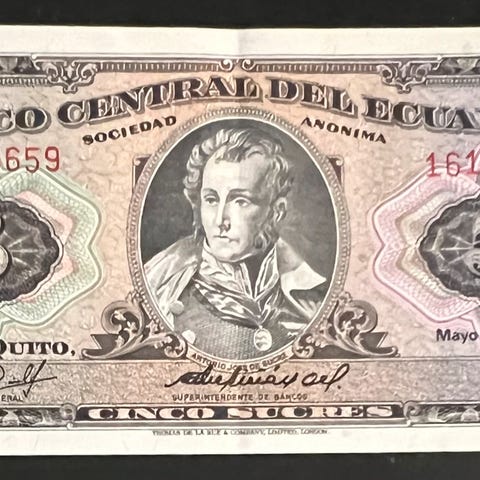 CO CENTRAL DEL ECUA
SOCIEDAD ANONIMA
659 161
QUITO,
Mayo
ANTONIO JOSE DE SUCRE
ERAL
SUPERINTENDENTE DE BANCOS
CINCO SUCRES
THOMAS DE LA RUE & COMPANY, LIMITED, LONDON.